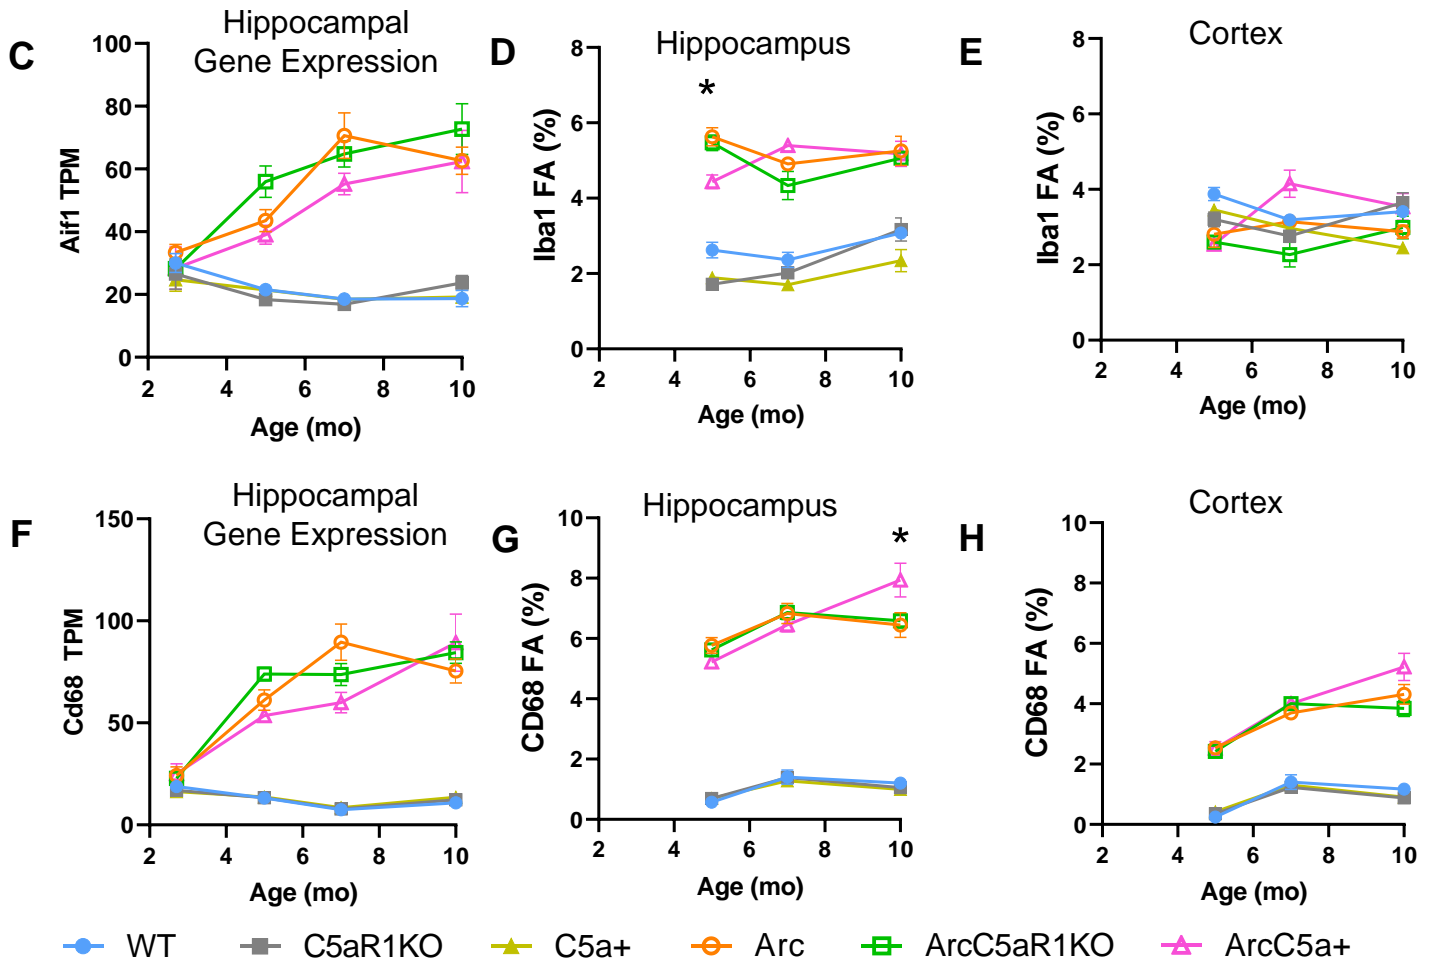 C
Hippocampal
Gene Expression
Aif1 TPM
100
80
60
40
20
0
2 4 6 8 10
Age (mo)
D
Hippocampus
*
Iba1 FA (%)
8
6
4
2
0
2 4 6 8 10
Age (mo)
E
Cortex
Iba1 FA (%)
8
6
4
2
0
2 4 6 8 10
Age (mo)
F
Hippocampal
Gene Expression
Cd68 TPM
150
100
50
0
2 4 6 8 10
Age (mo)
G
Hippocampus
*
CD68 FA (%)
10
8
6
4
2
0
2 4 6 8 10
Age (mo)
H
Cortex
CD68 FA (%)
10
8
6
4
2
0
2 4 6 8 10
Age (mo)
WT C5aR1KO C5a+ Arc ArcC5aR1KO ArcC5a+